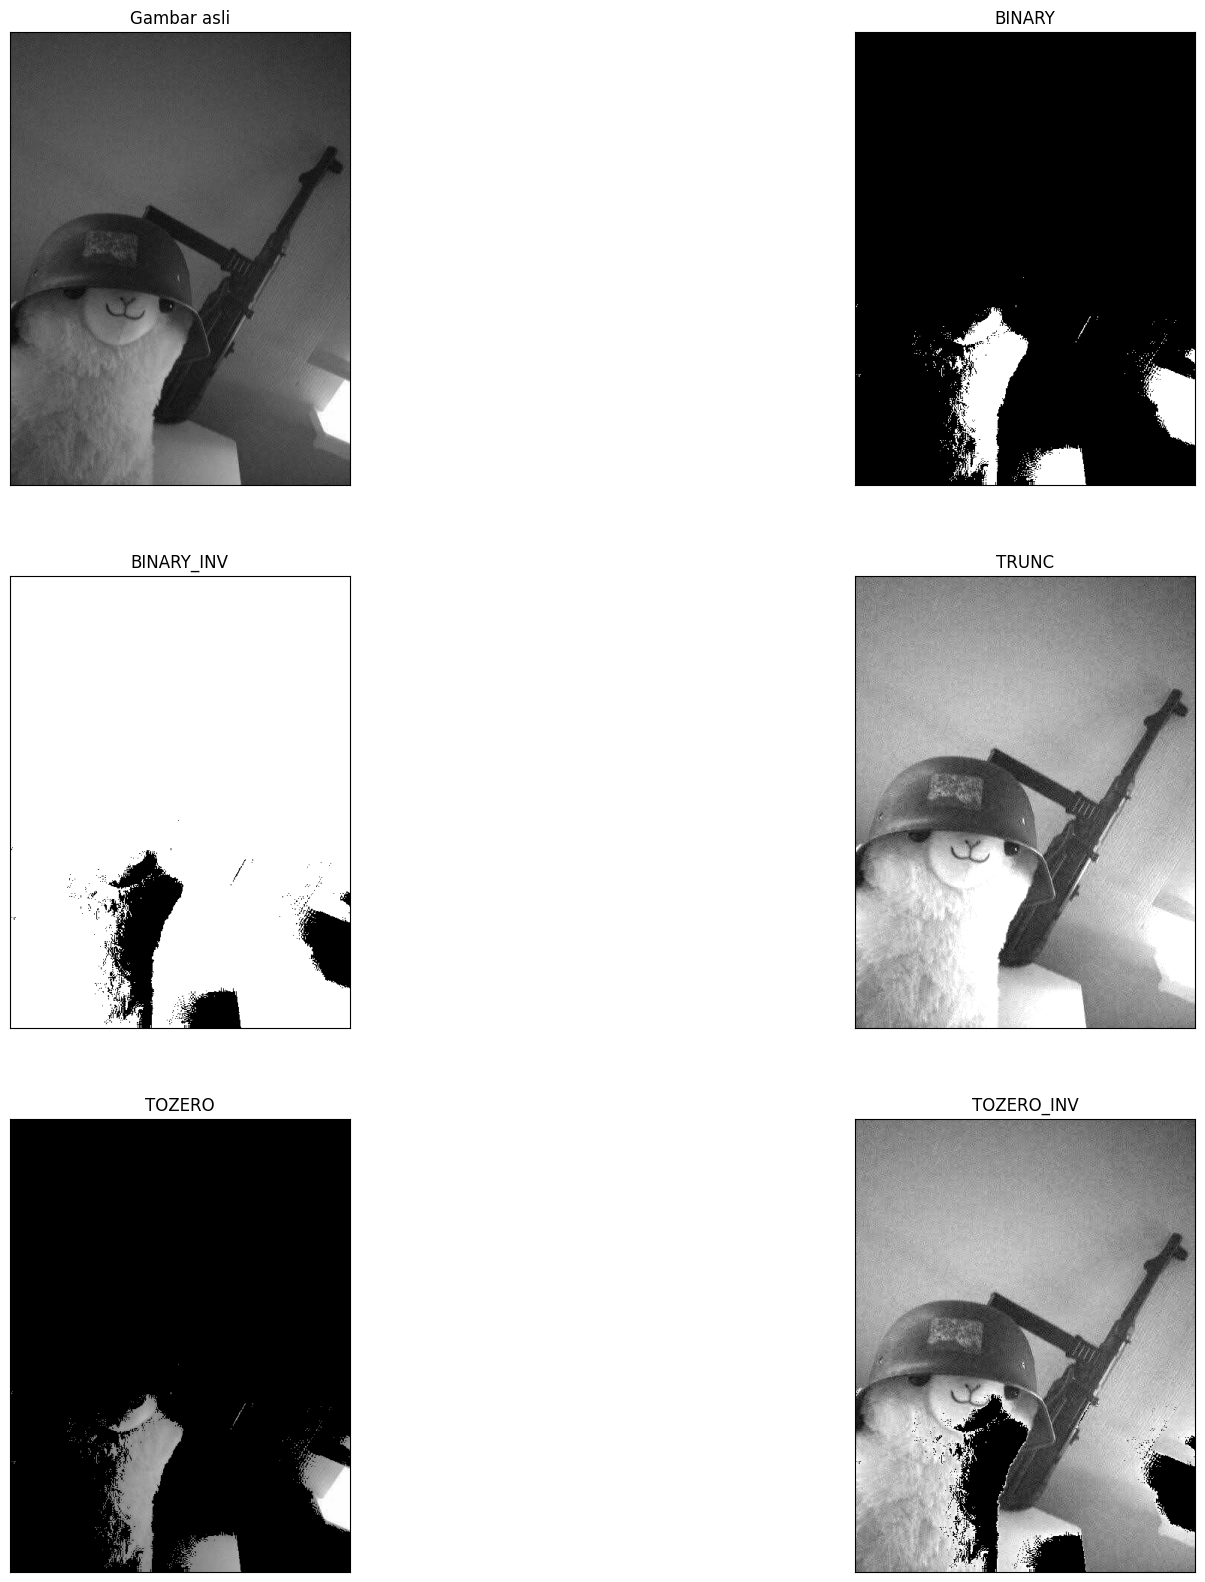 Gambar asli
BINARY
BINARY_INV
TRUNC
TOZERO
TOZERO_INV